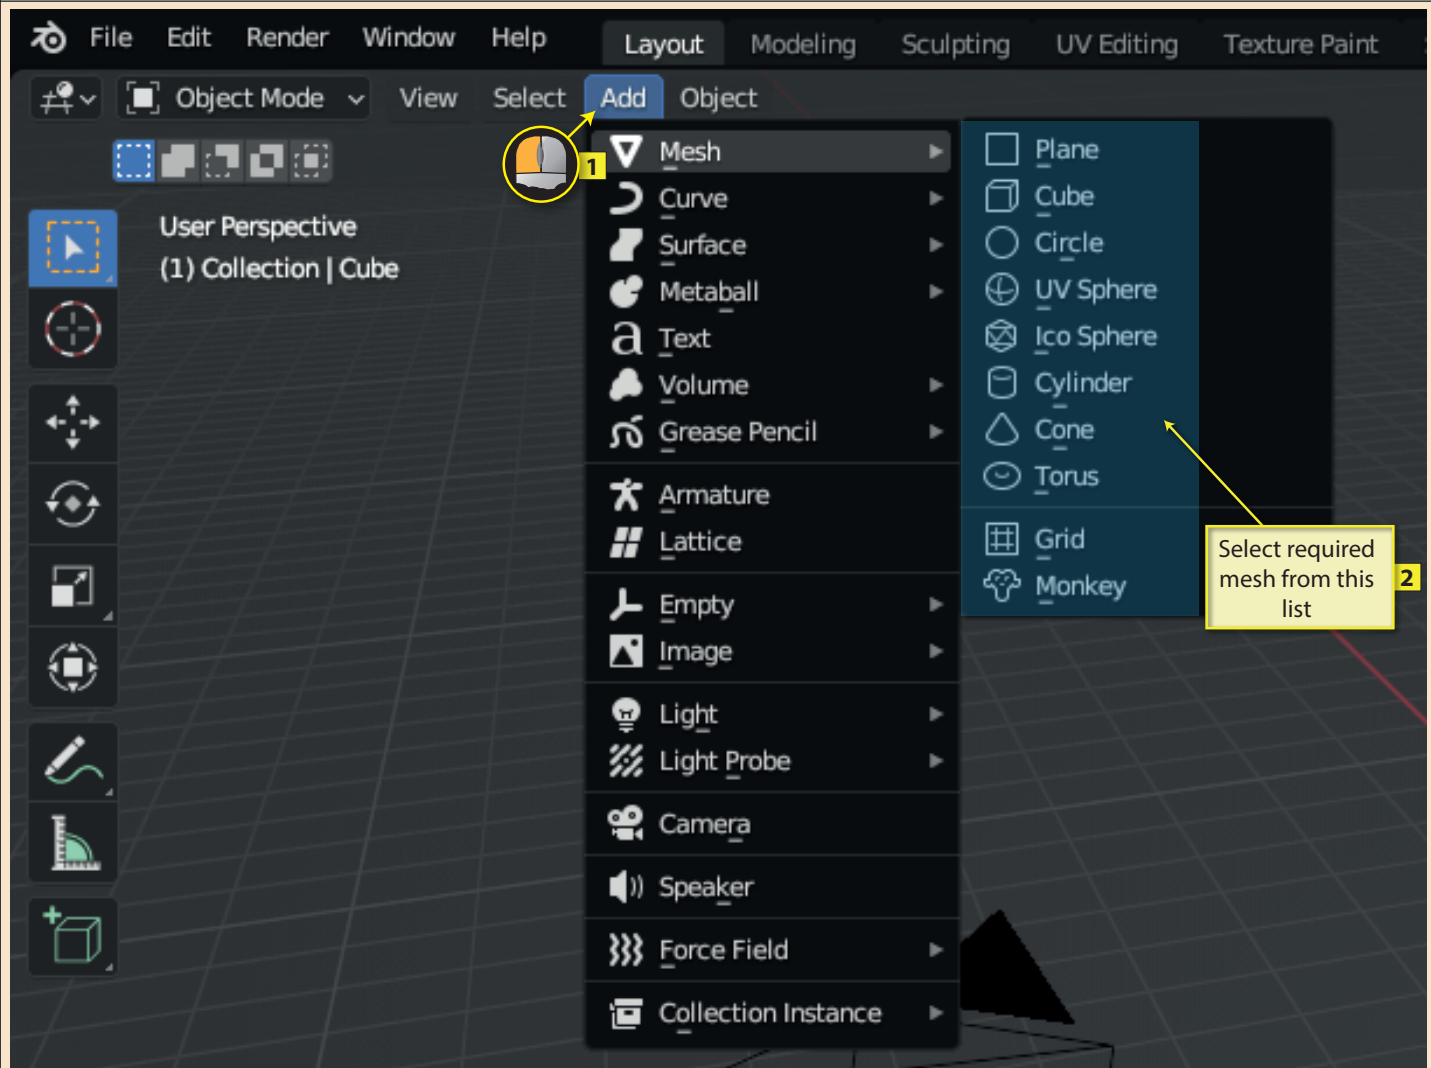 File Edit Render Window Help Layout Modeling Sculpting UV Editing Texture Paint
Object Mode View Select Add Object
1
User Perspective
(1) Collection | Cube
Mesh
Curve
Surface
Metaball
Text
Volume
Grease Pencil
Armature
Lattice
Empty
Image
Light
Light Probe
Camera
Speaker
Force Field
Collection Instance
Plane
Cube
Circle
UV Sphere
Ico Sphere
Cylinder
Cone
Torus
Grid
Monkey
Select required
mesh from this
list
2